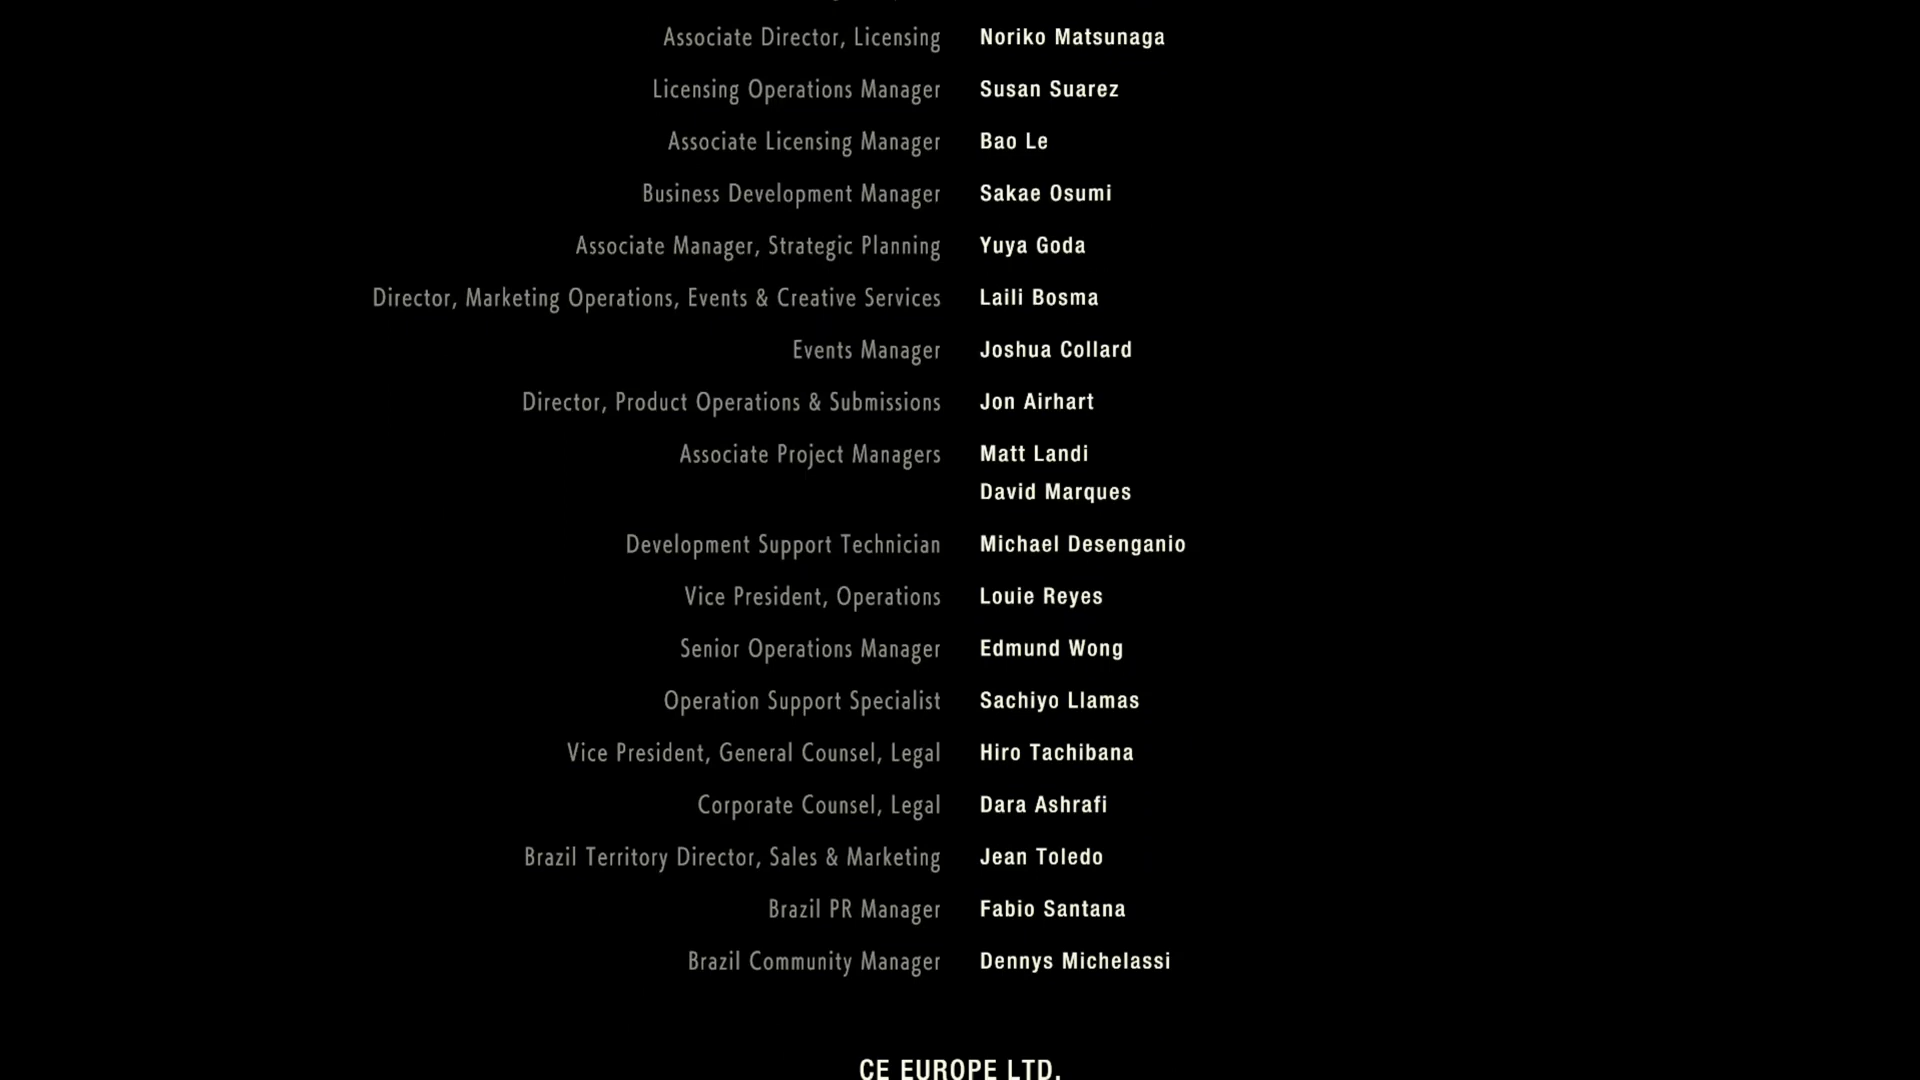 Associate Director, Licensing Noriko Matsunaga
Licensing Operations Manager Susan Suarez
Associate Licensing Manager Bao Le
Business Development Manager Sakae Osumi
Associate Manager, Strategic Planning Yuya Goda
Director, Marketing Operations, Events & Creative Services Laili Bosma
Events Manager Joshua Collard
Director, Product Operations & Submissions Jon Airhart
Associate Project Managers Matt Landi
David Marques
Development Support Technician Michael Desenganio
Vice President, Operations Louie Reyes
Senior Operations Manager Edmund Wong
Operation Support Specialist Sachiyo Llamas
Vice President, General Counsel, Legal Hiro Tachibana
Corporate Counsel, Legal Dara Ashrafi
Brazil Territory Director, Sales & Marketing Jean Toledo
Brazil PR Manager Fabio Santana
Brazil Community Manager Dennys Michelassi
CE EUROPE LTD.